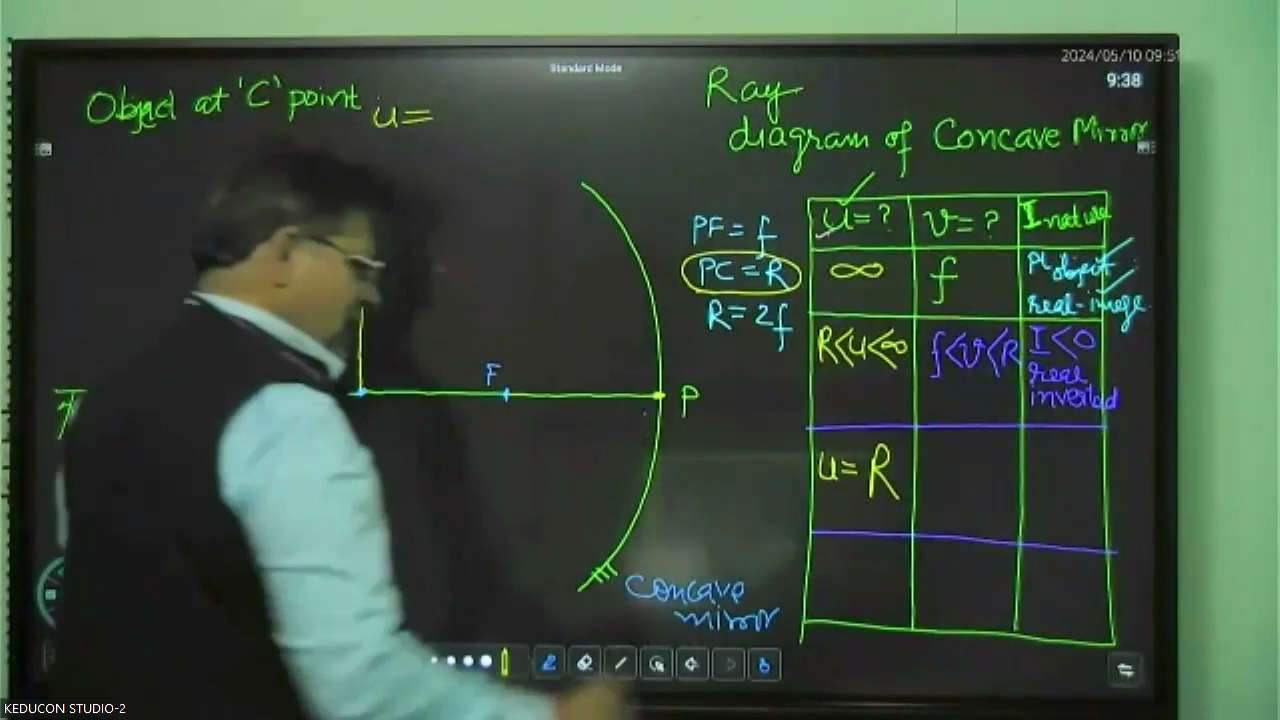 2024/05/10 09:51
Standard Mode
9:38
Object at 'C' point u=
Ray
diagram of Concave Mirror
PF = f
PC = R
R = 2f
u=? v=? I nature
∞ f Pt object
real-image
R<u<∞ f<v<R I<O
real
inverted
u= R
F
P
Concave
mirror
KEDUCON STUDIO-2